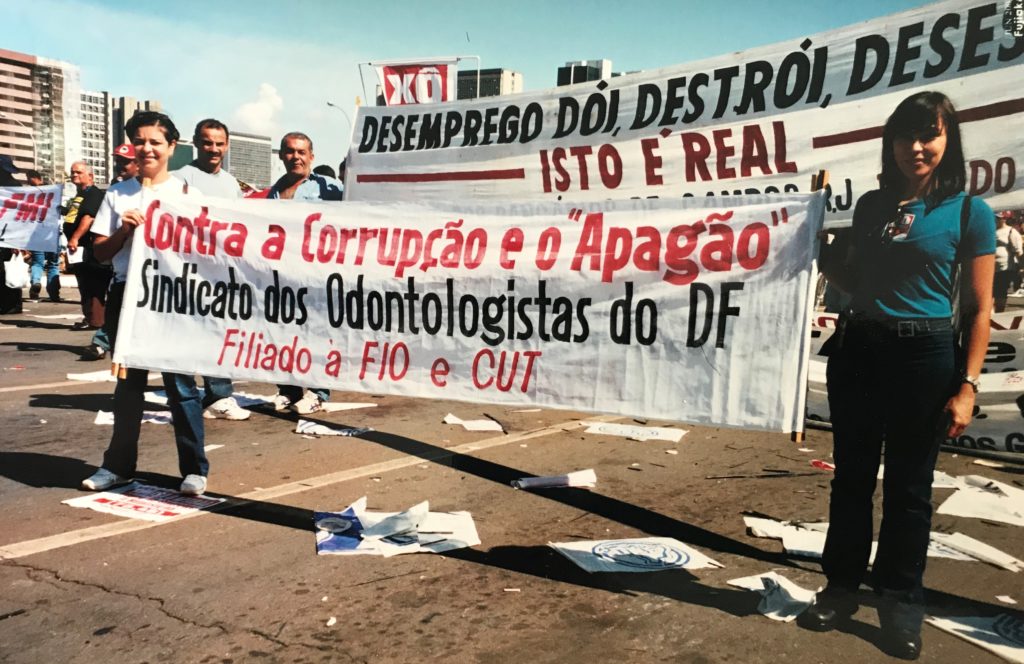 XÔ
DESEMPREGO DÓI, DESTRÓI, DESES
ISTO É REAL
FMI
Contra a Corrupção e o "Apagão"
Sindicato dos Odontologistas do DF
Filiado à FIO e CUT